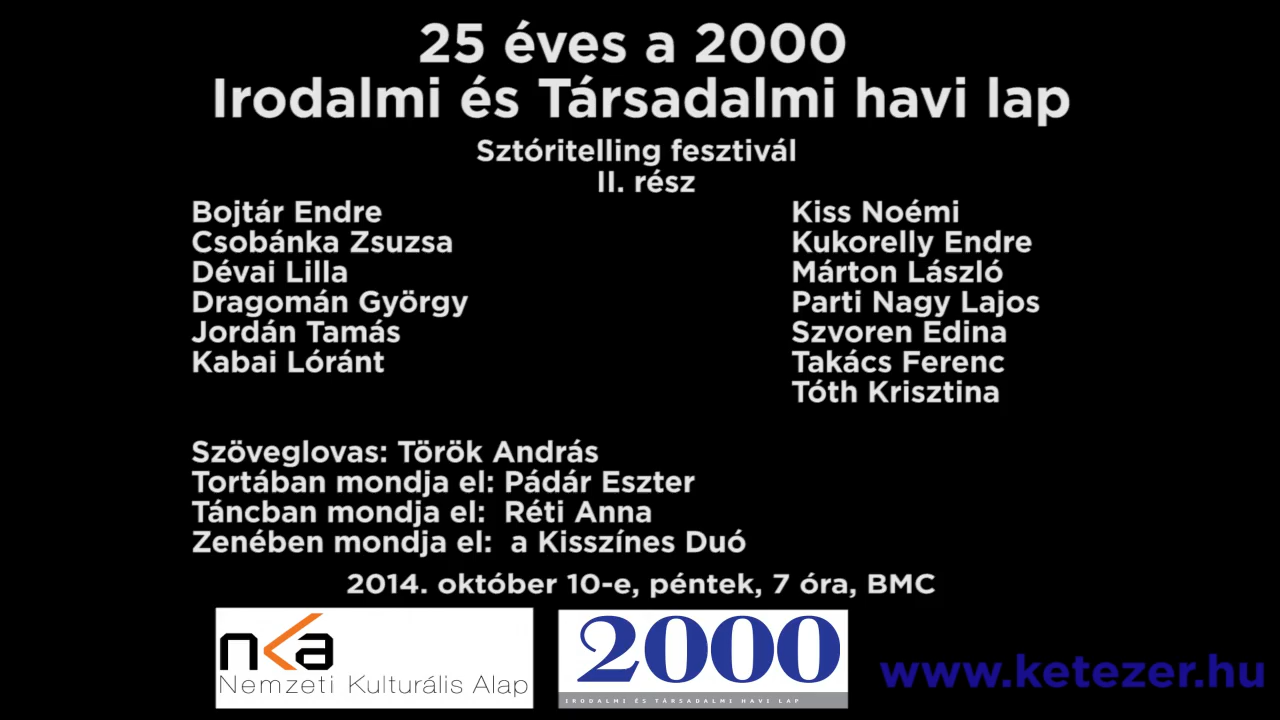 25 éves a 2000
Irodalmi és Társadalmi havi lap
Sztóritelling fesztivál
II. rész
Bojtár Endre
Csobánka Zsuzsa
Dévai Lilla
Dragomán György
Jordán Tamás
Kabai Lóránt
Kiss Noémi
Kukorelly Endre
Márton László
Parti Nagy Lajos
Szvoren Edina
Takács Ferenc
Tóth Krisztina
Szöveglovas: Török András
Tortában mondja el: Pádár Eszter
Táncban mondja el: Réti Anna
Zenében mondja el: a Kisszínes Duó
2014. október 10-e, péntek, 7 óra, BMC
nka
Nemzeti Kulturális Alap
2000
IRODALMI ÉS TÁRSADALMI HAVI LAP
www.ketezer.hu